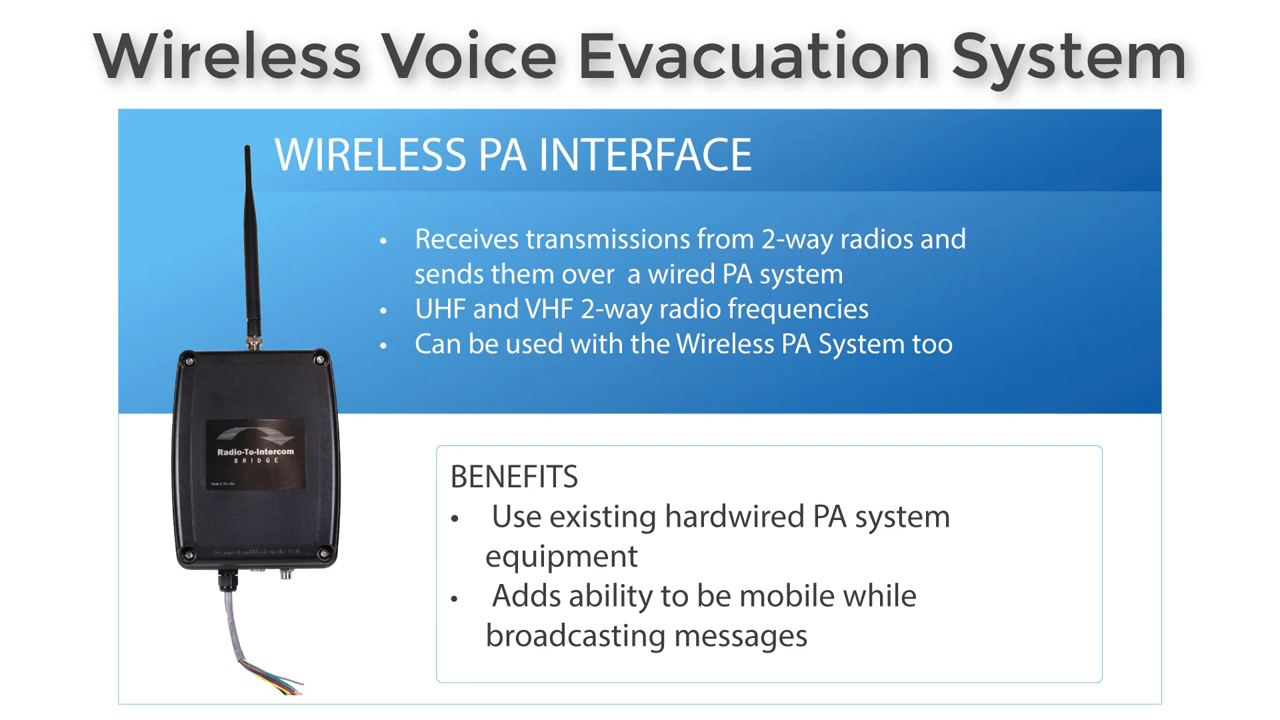 Wireless Voice Evacuation System
WIRELESS PA INTERFACE
• Receives transmissions from 2-way radios and
sends them over a wired PA system
• UHF and VHF 2-way radio frequencies
• Can be used with the Wireless PA System too
Radio-To-Intercom
BRIDGE
BENEFITS
• Use existing hardwired PA system
equipment
• Adds ability to be mobile while
broadcasting messages